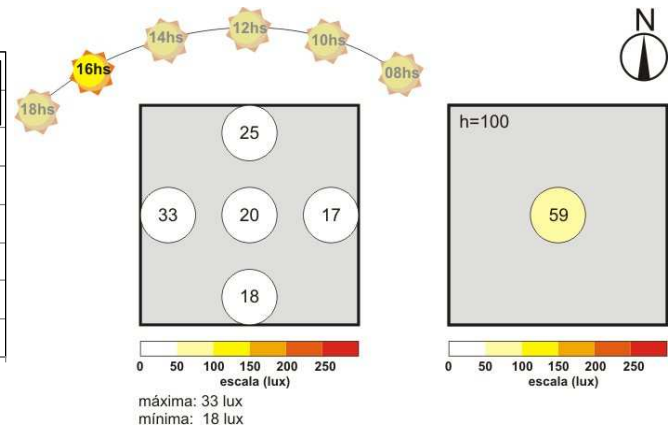 12hs
14hs
10hs
16hs
08hs
18hs
N
25
33
20
17
18
h=100
59
0 50 100 150 200 250
escala (lux)
máxima: 33 lux
mínima: 18 lux
0 50 100 150 200 250
escala (lux)